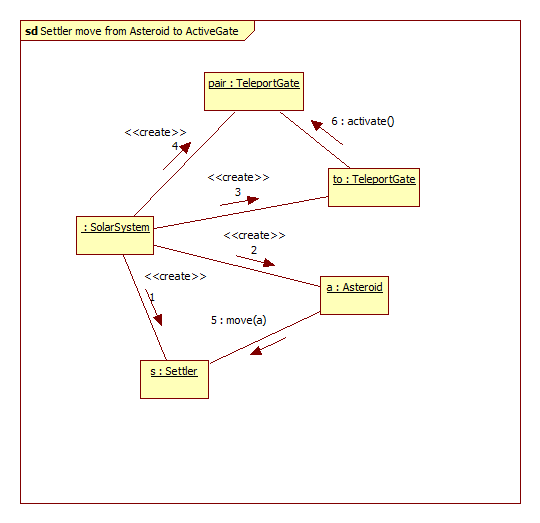 sd Settler move from Asteroid to ActiveGate
pair : TeleportGate
6 : activate()
<<create>>
4
to : TeleportGate
<<create>>
3
: SolarSystem
<<create>>
2
a : Asteroid
<<create>>
1
5 : move(a)
s : Settler